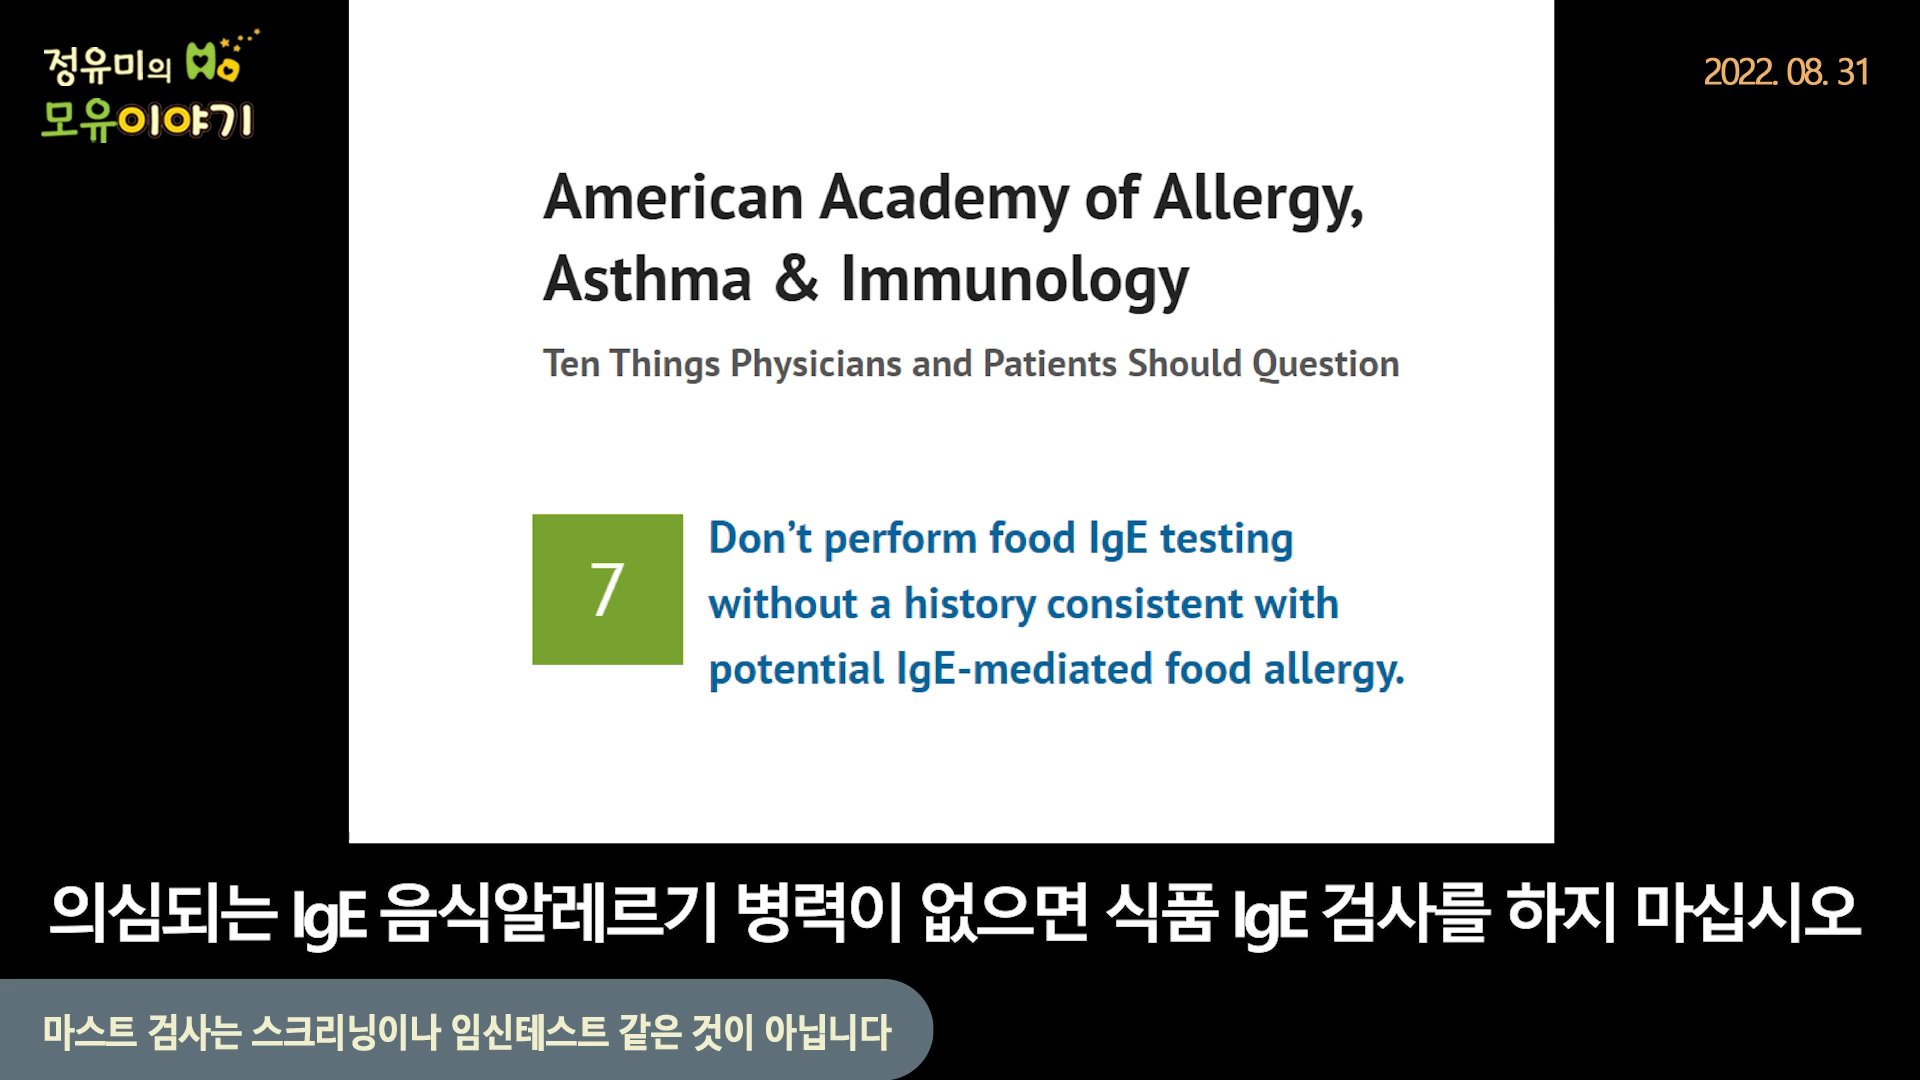 정유미의
모유이야기
2022. 08. 31
American Academy of Allergy,
Asthma & Immunology
Ten Things Physicians and Patients Should Question
7
Don’t perform food IgE testing
without a history consistent with
potential IgE-mediated food allergy.
의심되는 IgE 음식알레르기 병력이 없으면 식품 IgE 검사를 하지 마십시오
마스트 검사는 스크리닝이나 임신테스트 같은 것이 아닙니다